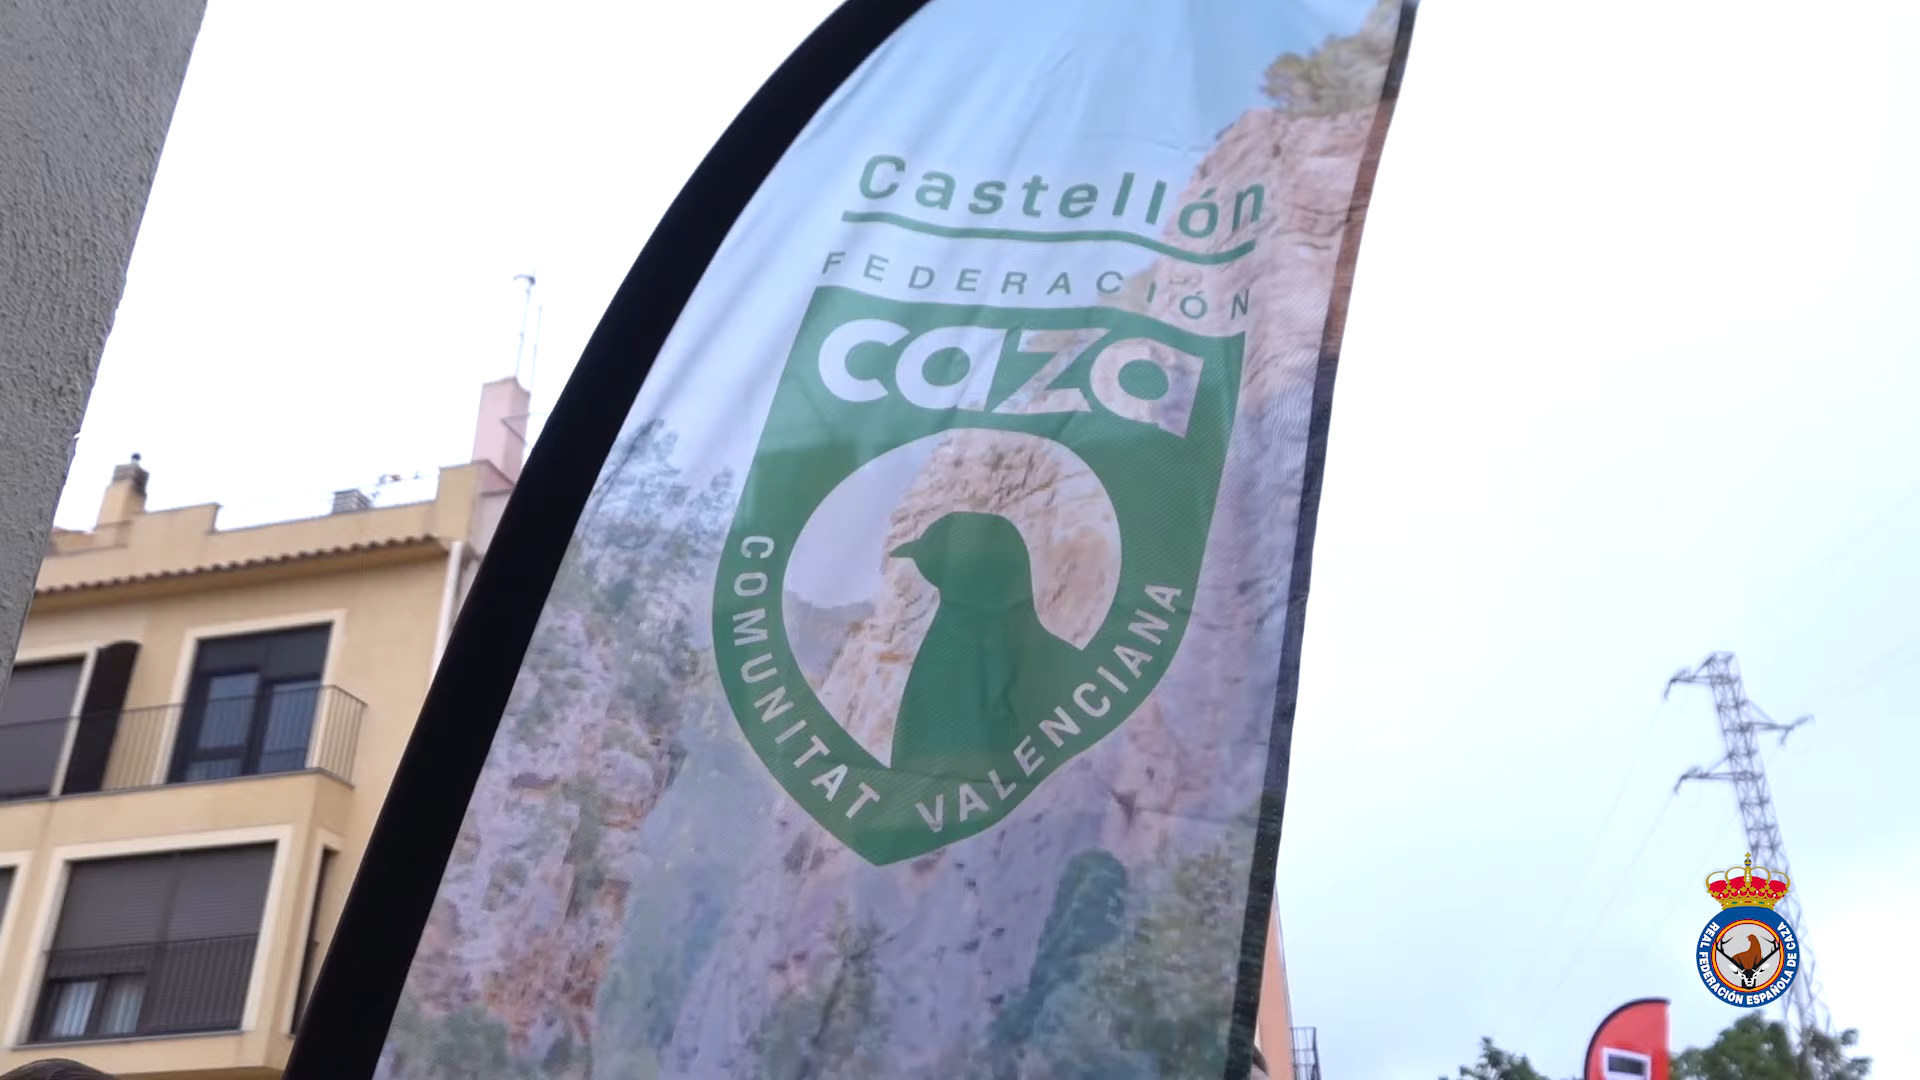 Castellón
FEDERACIÓN
caza
COMUNITAT VALENCIANA
REAL FEDERACIÓN ESPAÑOLA DE CAZA